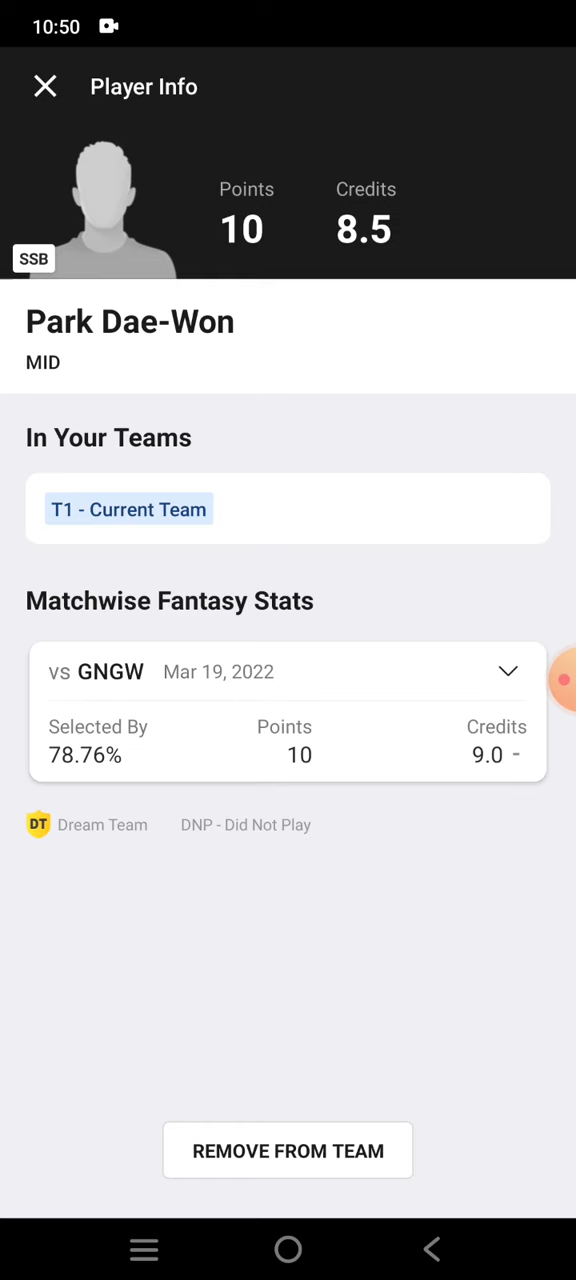 10:50
Player Info
Points Credits
10 8.5
SSB
Park Dae-Won
MID
In Your Teams
T1 - Current Team
Matchwise Fantasy Stats
vs GNGW Mar 19, 2022
Selected By Points Credits
78.76% 10 9.0 -
DT Dream Team DNP - Did Not Play
REMOVE FROM TEAM